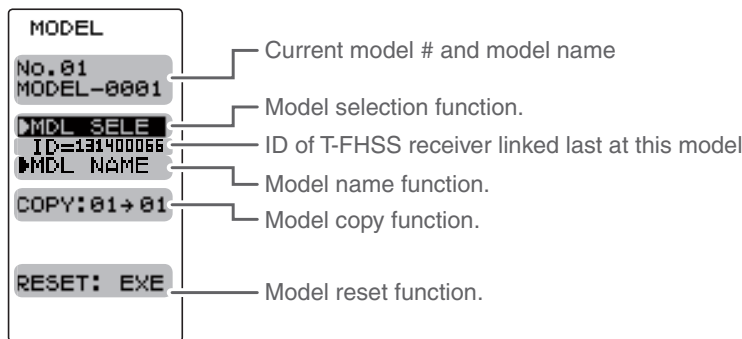 MODEL
No.01
MODEL-0001
Current model # and model name
▶MDL SELE
Model selection function.
ID=131400066
ID of T-FHSS receiver linked last at this model
▶MDL NAME
Model name function.
COPY:01→01
Model copy function.
RESET: EXE
Model reset function.